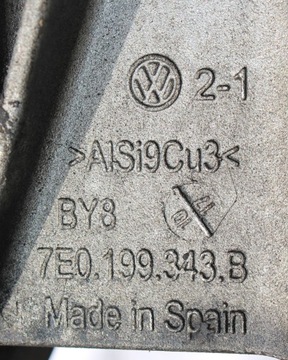 2-1
>AlSi9Cu3<
BY8
7E0.199.343.B
Made in Spain